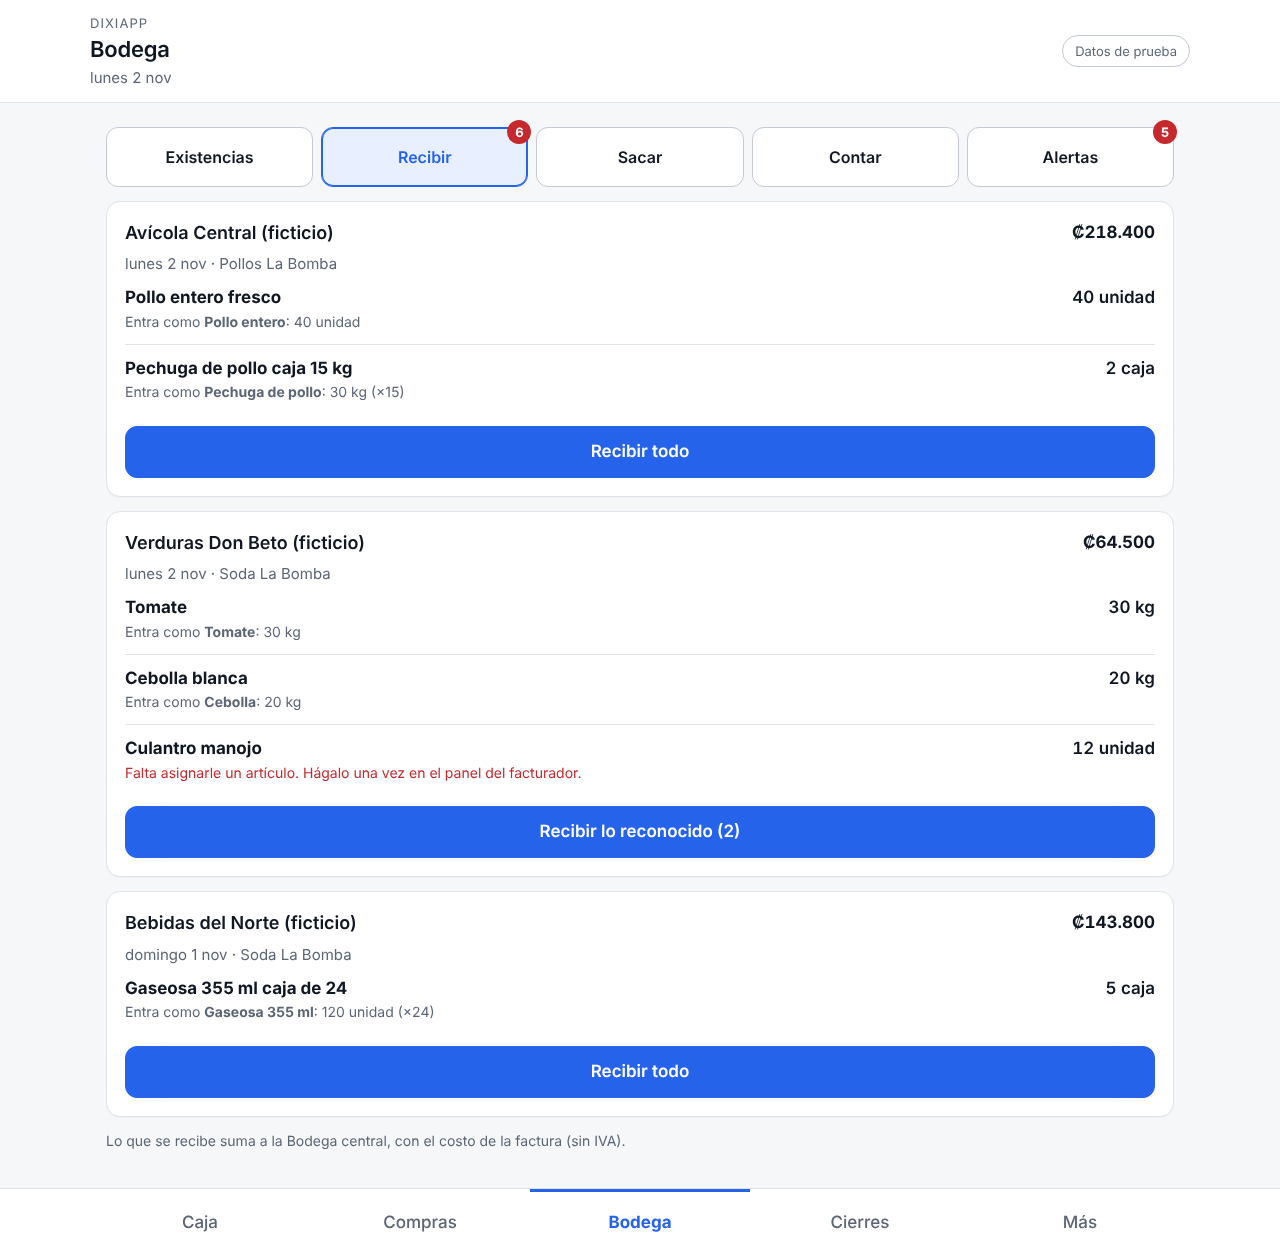 DIXIAPP
Bodega
lunes 2 nov
Datos de prueba
Existencias
Recibir
6
Sacar
Contar
Alertas
5
Avícola Central (ficticio)
₡218.400
lunes 2 nov · Pollos La Bomba
Pollo entero fresco
40 unidad
Entra como Pollo entero: 40 unidad
Pechuga de pollo caja 15 kg
2 caja
Entra como Pechuga de pollo: 30 kg (×15)
Recibir todo
Verduras Don Beto (ficticio)
₡64.500
lunes 2 nov · Soda La Bomba
Tomate
30 kg
Entra como Tomate: 30 kg
Cebolla blanca
20 kg
Entra como Cebolla: 20 kg
Culantro manojo
12 unidad
Falta asignarle un artículo. Hágalo una vez en el panel del facturador.
Recibir lo reconocido (2)
Bebidas del Norte (ficticio)
₡143.800
domingo 1 nov · Soda La Bomba
Gaseosa 355 ml caja de 24
5 caja
Entra como Gaseosa 355 ml: 120 unidad (×24)
Recibir todo
Lo que se recibe suma a la Bodega central, con el costo de la factura (sin IVA).
Caja
Compras
Bodega
Cierres
Más